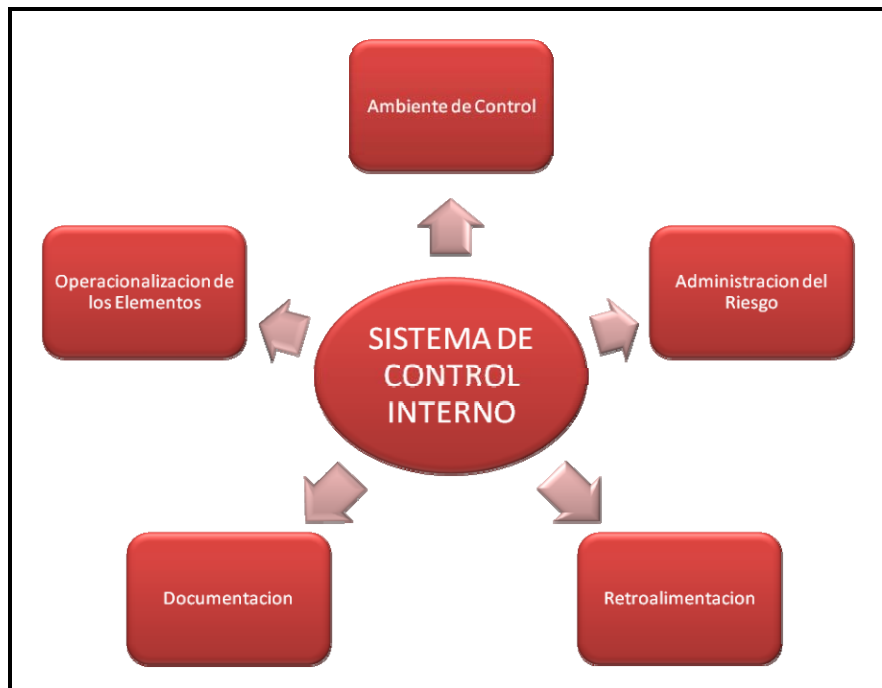 Ambiente de Control
Operacionalizacion de
los Elementos
Administracion del
Riesgo
SISTEMA DE
CONTROL
INTERNO
Documentacion
Retroalimentacion